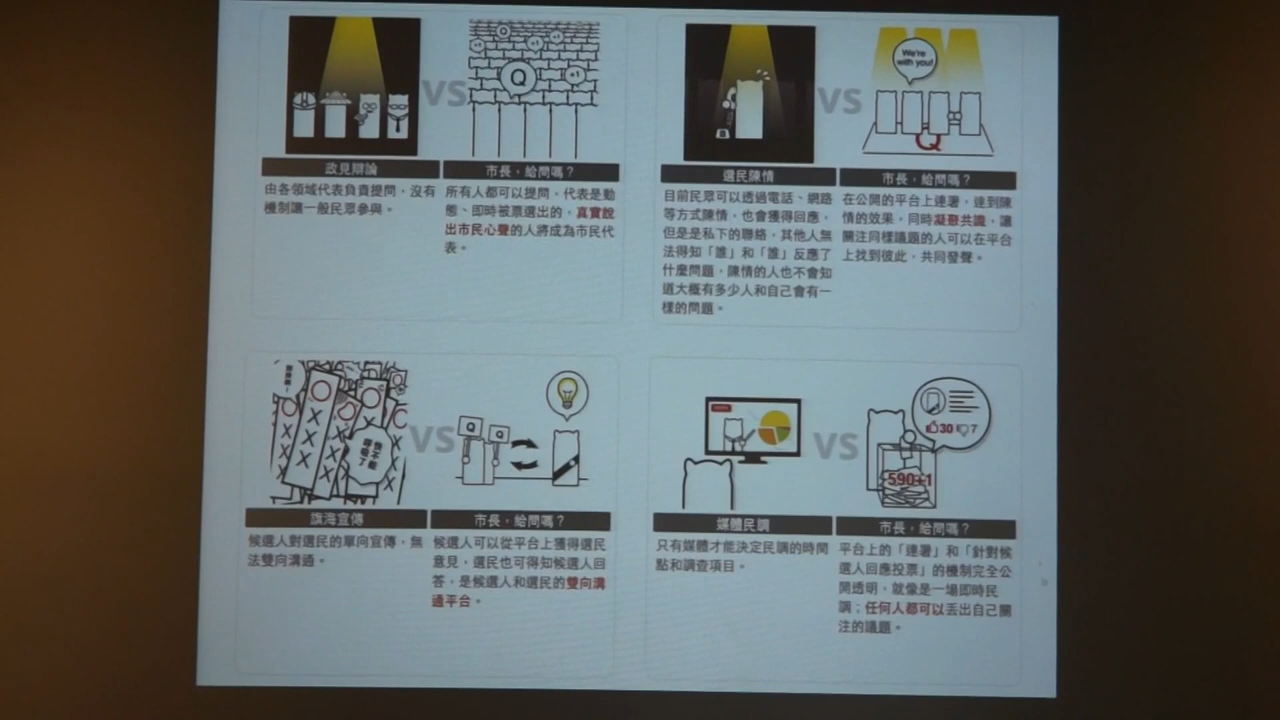 VS
Q
+1
+1
+1
Q
+1
政見辯論
由各領域代表負責提問，沒有
機制讓一般民眾參與。
市長，給問嗎？
所有人都可以提問，代表是動
態、即時被票選出的，真實說
出市民心聲的人將成為市民代
表。
VS
We're
with you!
Q
選民陳情
目前民眾可以透過電話、網路
等方式陳情，也會獲得回應，
但是是私下的聯絡，其他人無
法得知「誰」和「誰」反應了
什麼問題，陳情的人也不會知
道大概有多少人和自己會有一
樣的問題。
市長，給問嗎？
在公開的平台上連署，達到陳
情的效果，同時凝聚共識，讓
關注同樣議題的人可以在平台
上找到彼此，共同發聲。
VS
Q
Q
旗海宣傳
候選人對選民的單向宣傳，無
法雙向溝通。
市長，給問嗎？
候選人可以從平台上獲得選民
意見，選民也可得知候選人回
答，是候選人和選民的雙向溝
通平台。
VS
30
7
590+1
媒體民調
只有媒體才能決定民調的時間
點和調查項目。
市長，給問嗎？
平台上的「連署」和「針對候
選人回應投票」的機制完全公
開透明，就像是一場即時民
調；任何人都可以丟出自己關
注的議題。